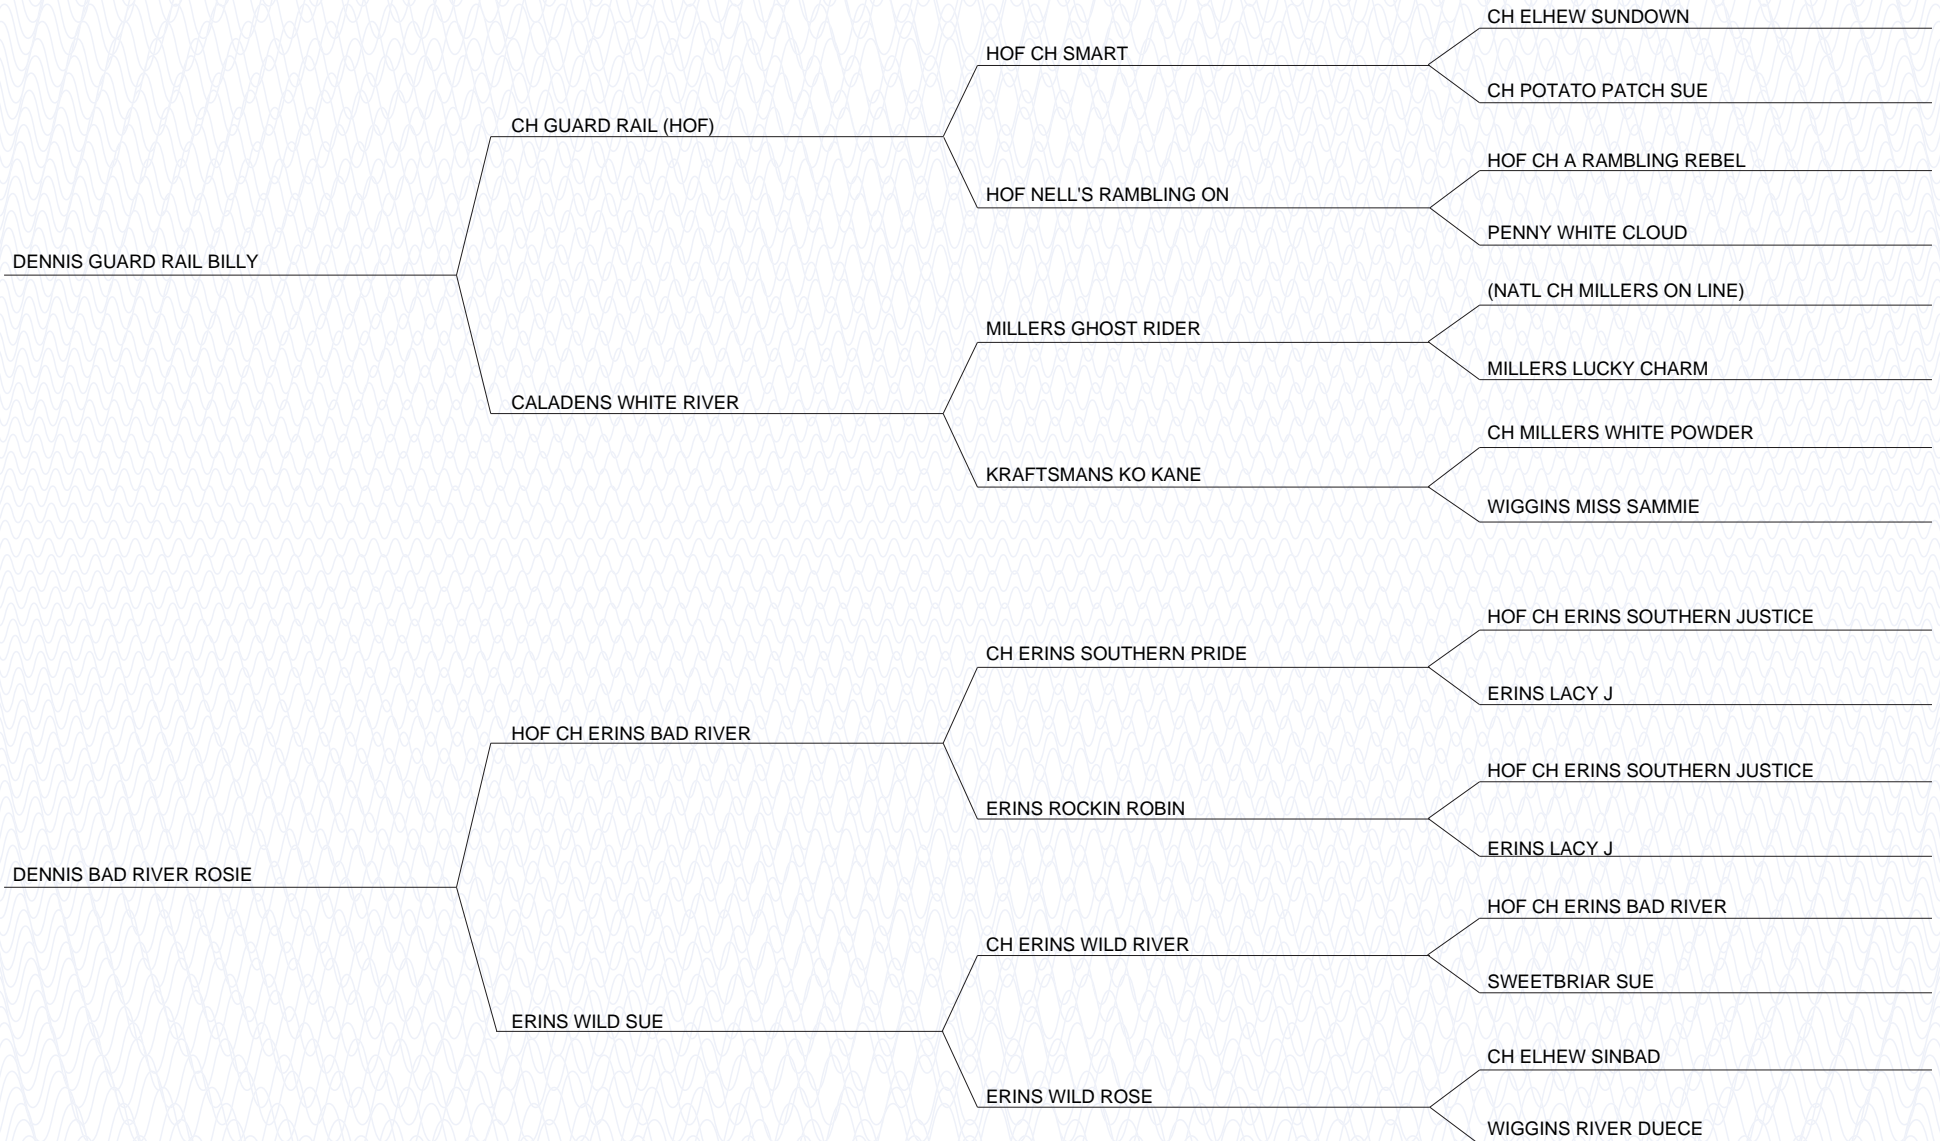 CH ELHEW SUNDOWN
HOF CH SMART
CH POTATO PATCH SUE
CH GUARD RAIL (HOF)
HOF CH A RAMBLING REBEL
HOF NELL'S RAMBLING ON
PENNY WHITE CLOUD
DENNIS GUARD RAIL BILLY
(NATL CH MILLERS ON LINE)
MILLERS GHOST RIDER
MILLERS LUCKY CHARM
CALADENS WHITE RIVER
CH MILLERS WHITE POWDER
KRAFTSMANS KO KANE
WIGGINS MISS SAMMIE
HOF CH ERINS SOUTHERN JUSTICE
CH ERINS SOUTHERN PRIDE
ERINS LACY J
HOF CH ERINS BAD RIVER
HOF CH ERINS SOUTHERN JUSTICE
ERINS ROCKIN ROBIN
ERINS LACY J
DENNIS BAD RIVER ROSIE
HOF CH ERINS BAD RIVER
CH ERINS WILD RIVER
SWEETBRIAR SUE
ERINS WILD SUE
CH ELHEW SINBAD
ERINS WILD ROSE
WIGGINS RIVER DUECE